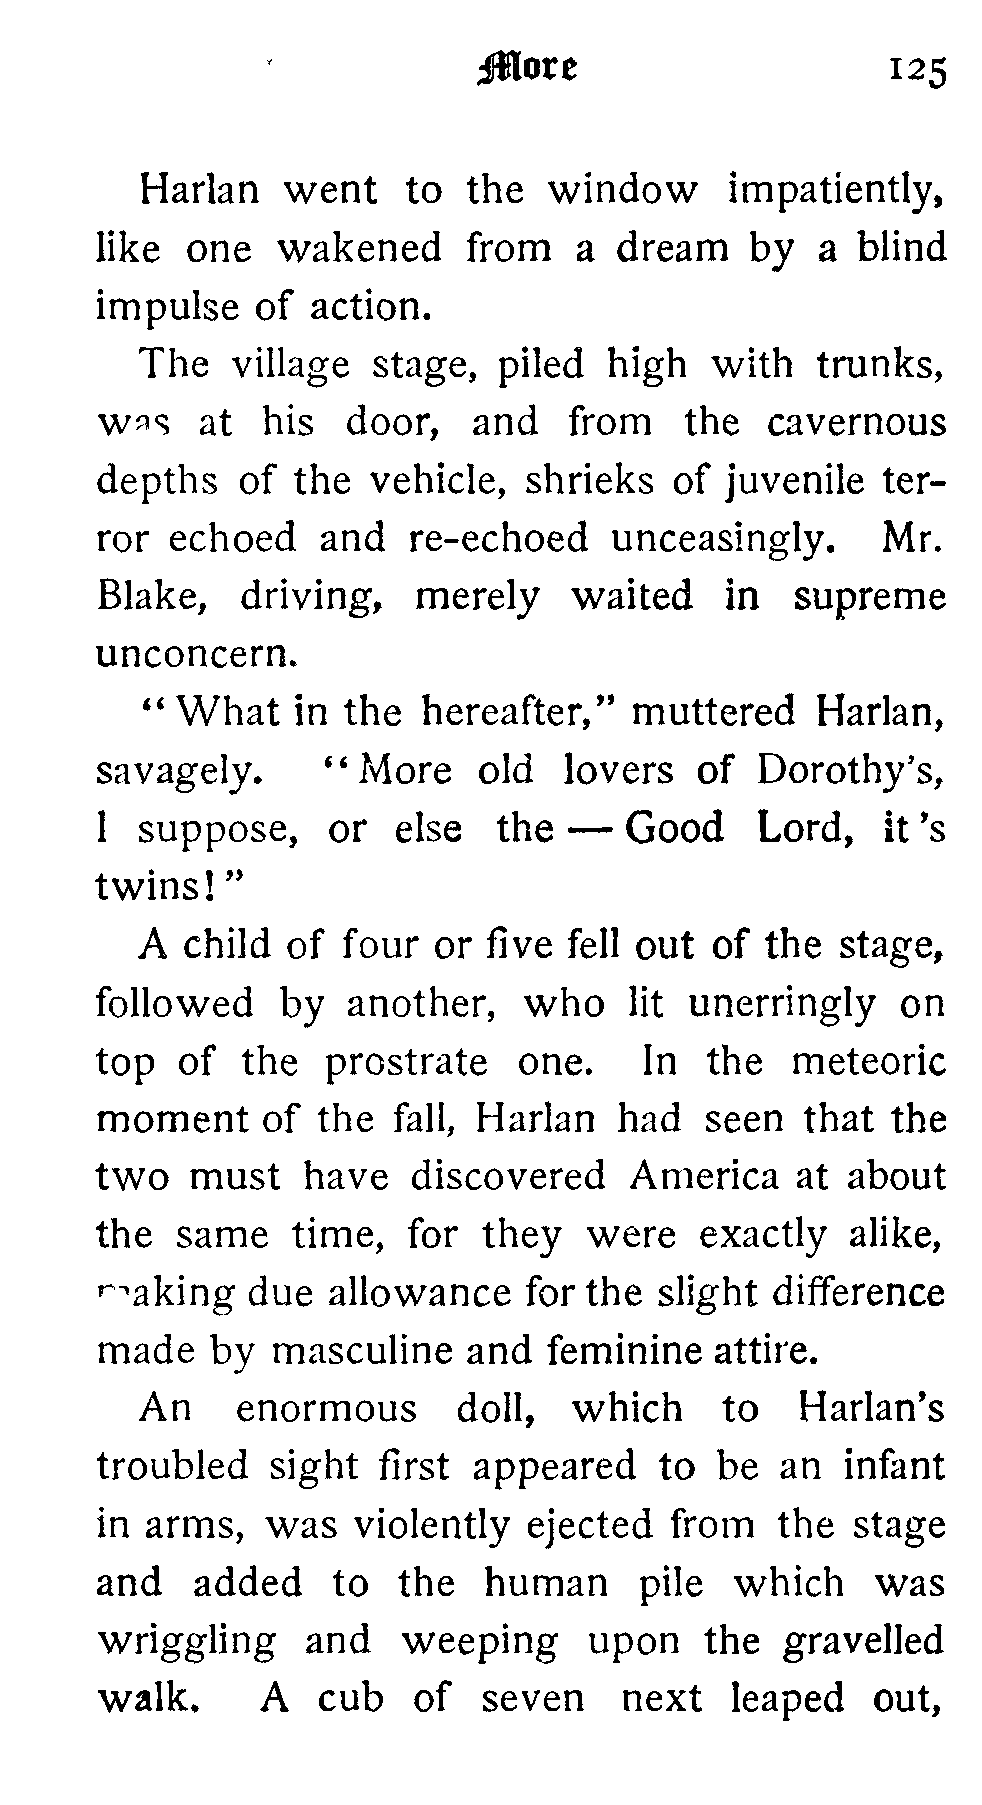 More 125
Harlan went to the window impatiently,
like one wakened from a dream by a blind
impulse of action.
The village stage, piled high with trunks,
was at his door, and from the cavernous
depths of the vehicle, shrieks of juvenile ter-
ror echoed and re-echoed unceasingly. Mr.
Blake, driving, merely waited in supreme
unconcern.
“ What in the hereafter,” muttered Harlan,
savagely. “ More old lovers of Dorothy’s,
I suppose, or else the — Good Lord, it ’s
twins! ”
A child of four or five fell out of the stage,
followed by another, who lit unerringly on
top of the prostrate one. In the meteoric
moment of the fall, Harlan had seen that the
two must have discovered America at about
the same time, for they were exactly alike,
making due allowance for the slight difference
made by masculine and feminine attire.
An enormous doll, which to Harlan’s
troubled sight first appeared to be an infant
in arms, was violently ejected from the stage
and added to the human pile which was
wriggling and weeping upon the gravelled
walk. A cub of seven next leaped out,